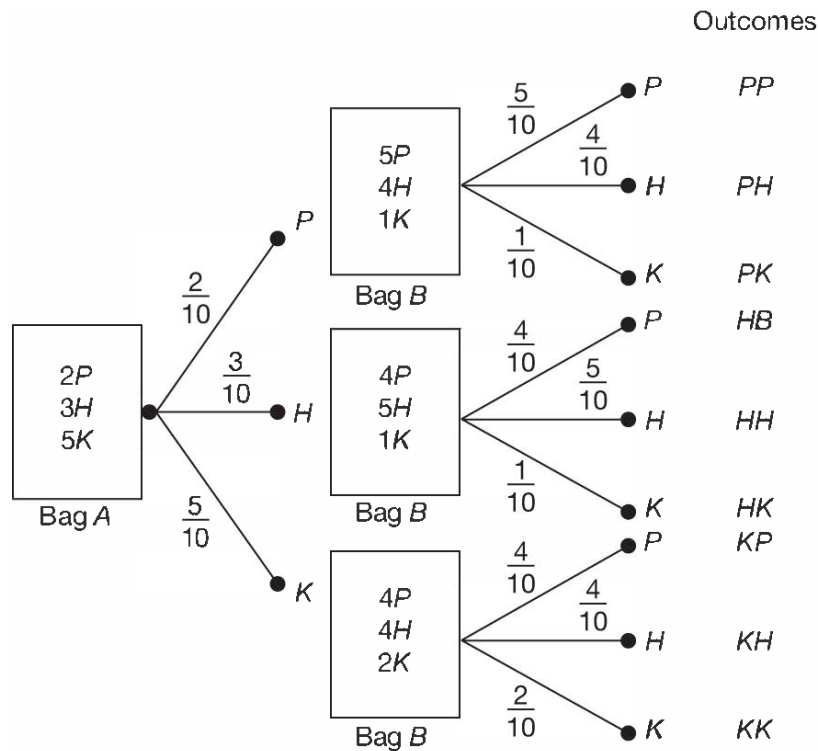 Outcomes
5/10 P PP
5P
4H
1K
4/10
H PH
P
1/10
K PK
Bag B
2/10
P HB
4/10
2P
3H
5K
3/10
H
4P
5H
1K
5/10
H HH
Bag A
5/10
1/10
K HK
Bag B
P KP
4/10
K
4P
4H
2K
4/10
H KH
2/10
K KK
Bag B